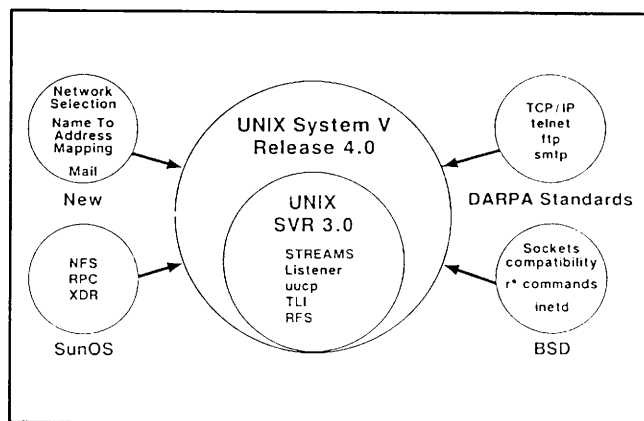 Network
Selection
Name To
Address
Mapping
Mail
New
NFS
RPC
XDR
SunOS
UNIX System V
Release 4.0
UNIX
SVR 3.0
STREAMS
Listener
uucp
TLI
RFS
TCP/IP
telnet
ftp
smtp
DARPA Standards
Sockets
compatibility
r* commands
inetd
BSD